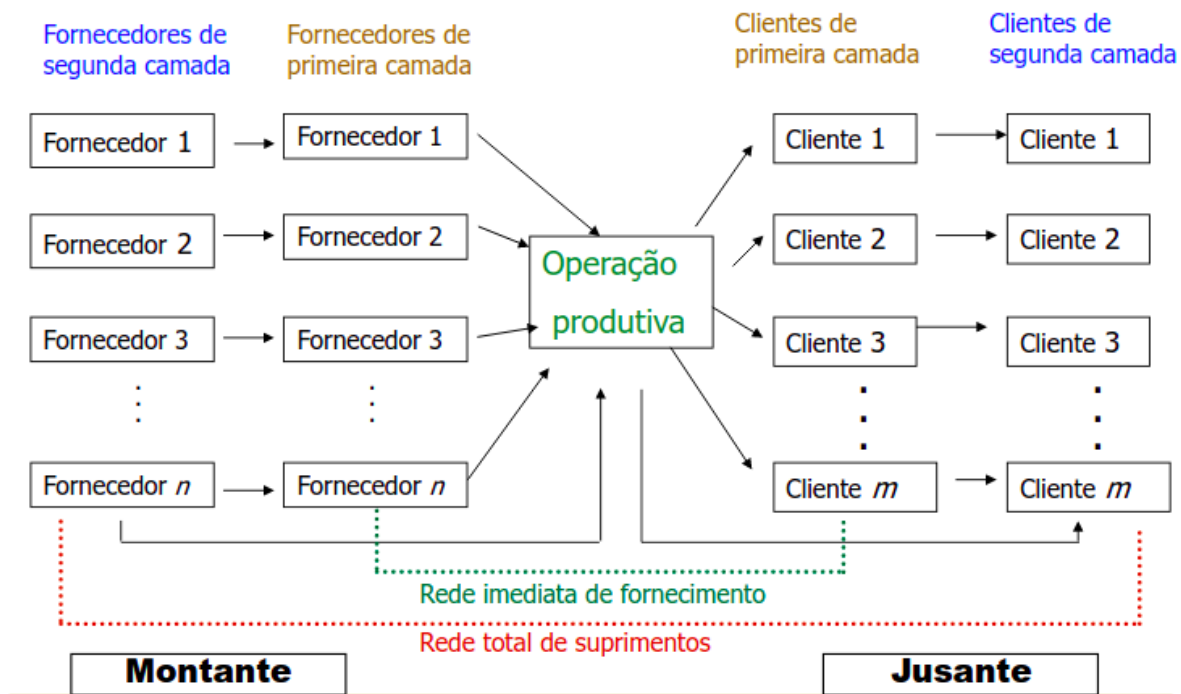 Fornecedores de
segunda camada
Fornecedores de
primeira camada
Clientes de
primeira camada
Clientes de
segunda camada
Fornecedor 1
Fornecedor 1
Cliente 1
Cliente 1
Fornecedor 2
Fornecedor 2
Cliente 2
Cliente 2
Operação
produtiva
Fornecedor 3
Fornecedor 3
Cliente 3
Cliente 3
Fornecedor n
Fornecedor n
Cliente m
Cliente m
Rede imediata de fornecimento
Rede total de suprimentos
Montante
Jusante